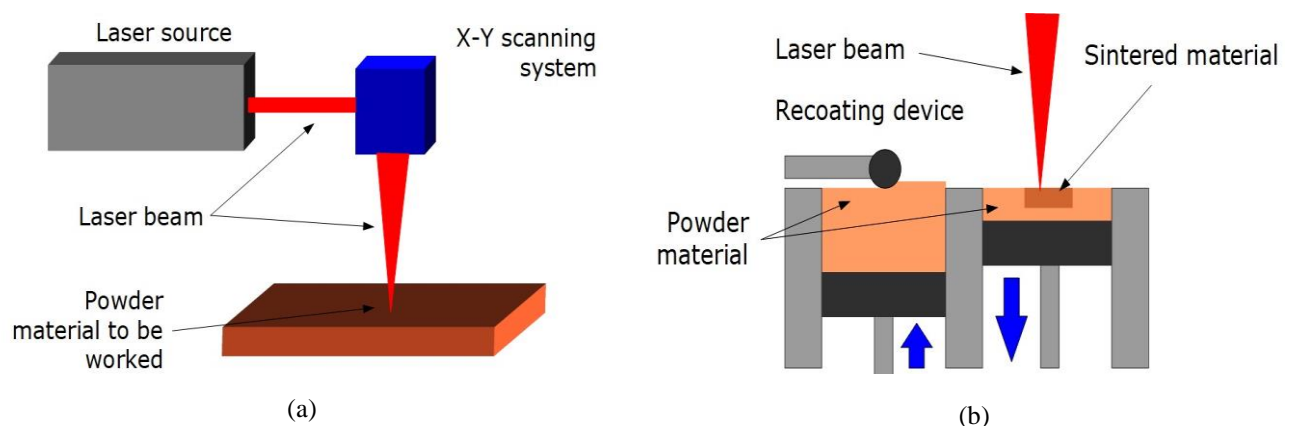 Laser source
X-Y scanning
system
Laser beam
Powder
material to be
worked
(a)
Laser beam
Sintered material
Recoating device
Powder
material
(b)